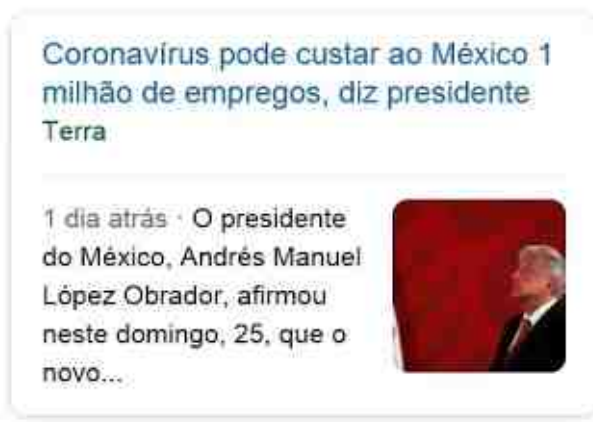 Coronavírus pode custar ao México 1
milhão de empregos, diz presidente
Terra
1 dia atrás · O presidente
do México, Andrés Manuel
López Obrador, afirmou
neste domingo, 25, que o
novo...